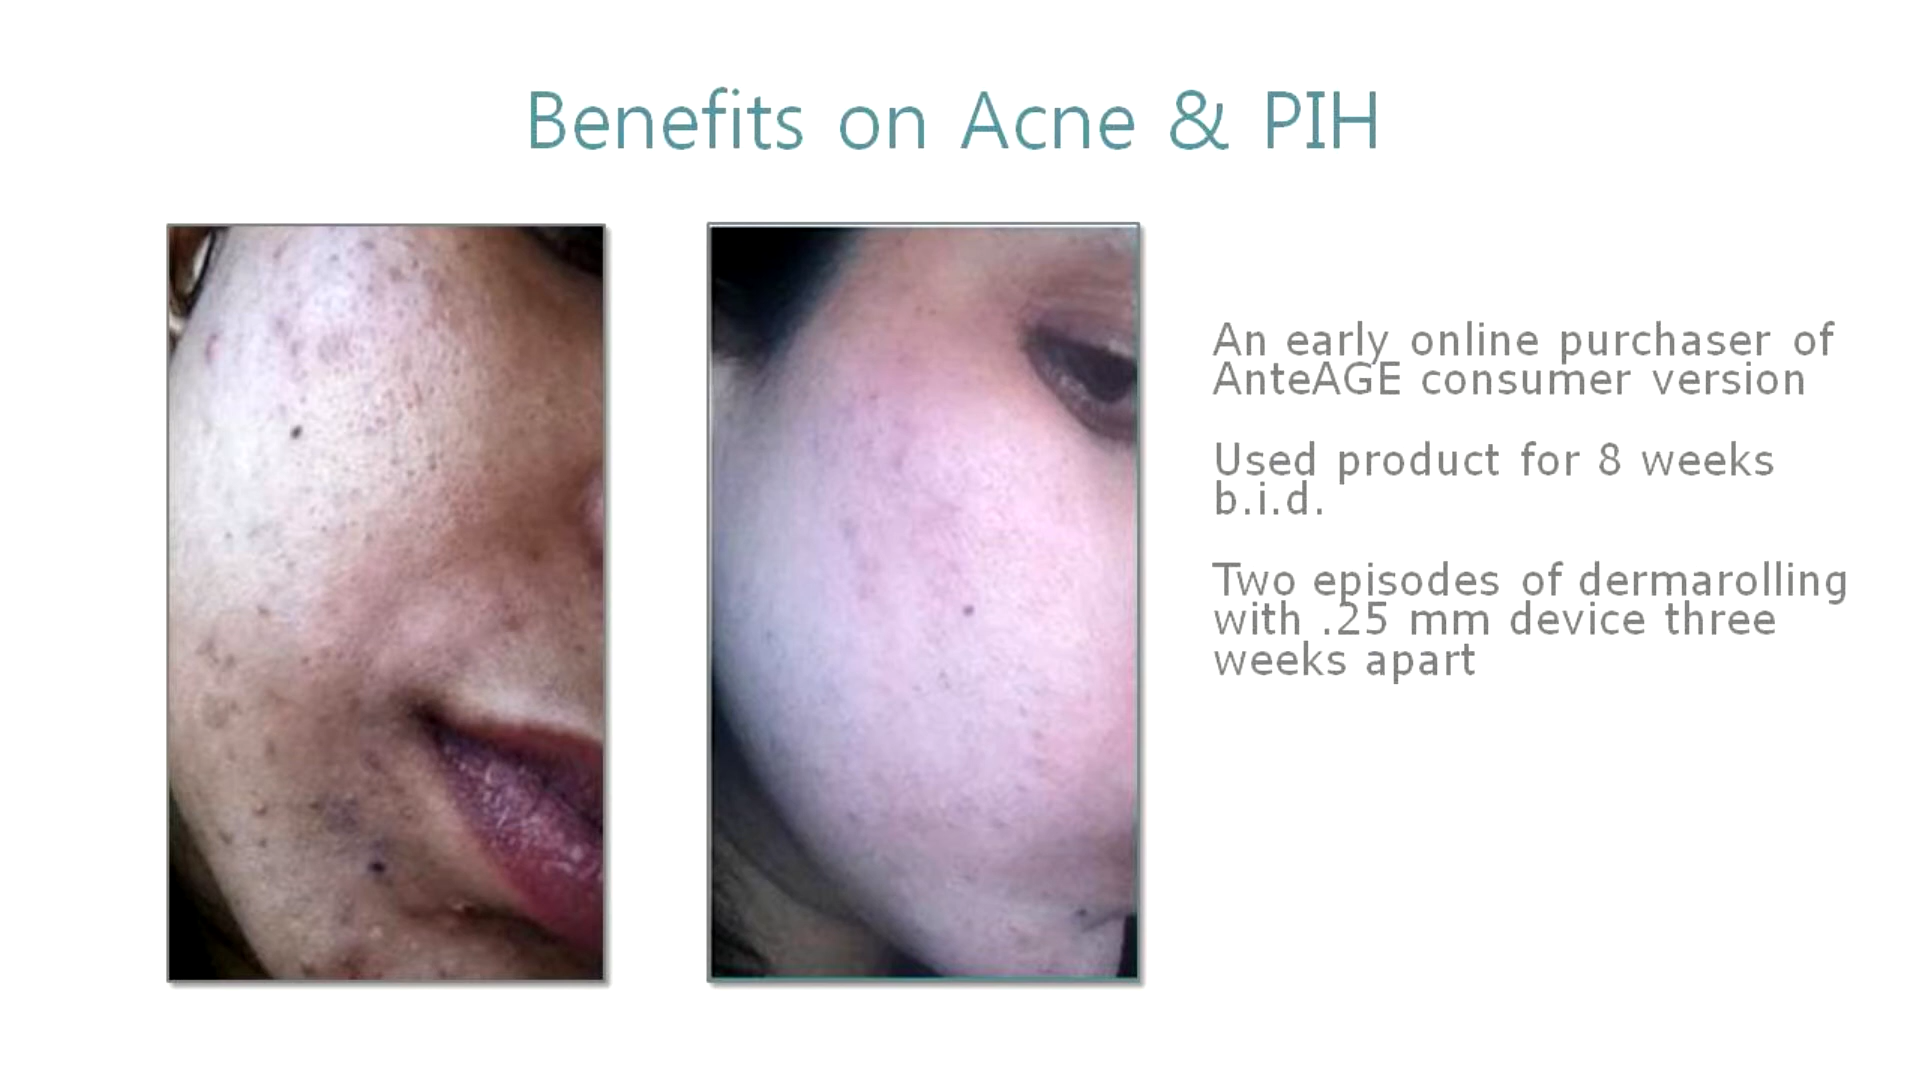 Benefits on Acne & PIH
An early online purchaser of
AnteAGE consumer version
Used product for 8 weeks
b.i.d.
Two episodes of dermarolling
with .25 mm device three
weeks apart